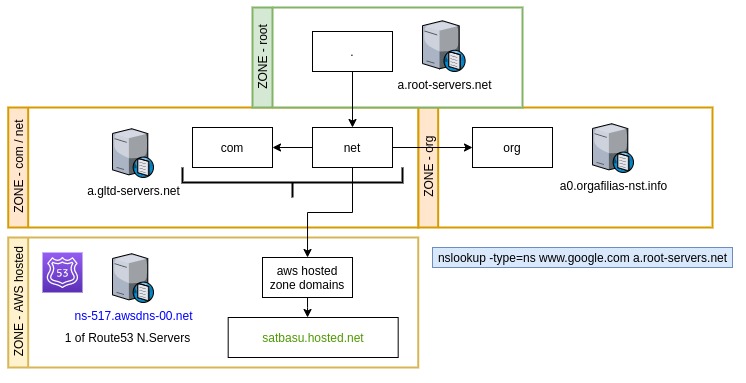 ZONE - root
.
a.root-servers.net
ZONE - com / net
a.gltd-servers.net
com
net
ZONE - org
org
a0.orgafilias-nst.info
ZONE - AWS hosted
53
ns-517.awsdns-00.net
1 of Route53 N.Servers
aws hosted
zone domains
satbasu.hosted.net
nslookup -type=ns www.google.com a.root-servers.net